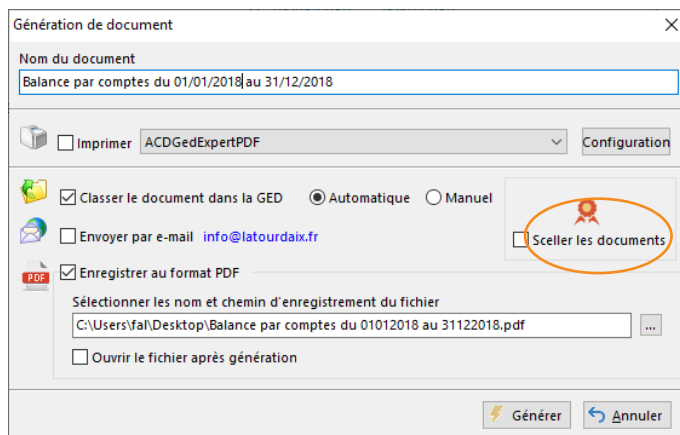 Génération de document
Nom du document
Balance par comptes du 01/01/2018 au 31/12/2018
Imprimer ACDGedExpertPDF Configuration
Classer le document dans la GED Automatique Manuel
Envoyer par e-mail info@latourdaix.fr Sceller les documents
PDF Enregistrer au format PDF
Sélectionner les nom et chemin d'enregistrement du fichier
C:\Users\fal\Desktop\Balance par comptes du 01012018 au 31122018.pdf ...
Ouvrir le fichier après génération
Générer Annuler